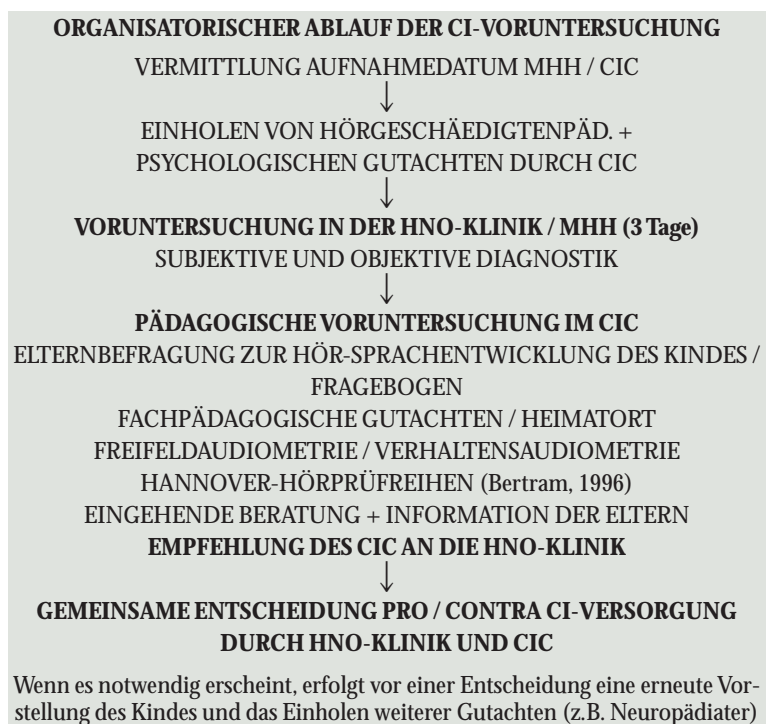 ORGANISATORISCHER ABLAUF DER CI-VORUNTERSUCHUNG
VERMITTLUNG AUFNAHMEDATUM MHH / CIC
↓
EINHOLEN VON HÖRGESCHÄEDIGTENPÄD. +
PSYCHOLOGISCHEN GUTACHTEN DURCH CIC
↓
VORUNTERSUCHUNG IN DER HNO-KLINIK / MHH (3 Tage)
SUBJEKTIVE UND OBJEKTIVE DIAGNOSTIK
↓
PÄDAGOGISCHE VORUNTERSUCHUNG IM CIC
ELTERNBEFRAGUNG ZUR HÖR-SPRACHENTWICKLUNG DES KINDES /
FRAGEBOGEN
FACHPÄDAGOGISCHE GUTACHTEN / HEIMATORT
FREIFELDAUDIOMETRIE / VERHALTENSAUDIOMETRIE
HANNOVER-HÖRPRÜFREIHEN (Bertram, 1996)
EINGEHENDE BERATUNG + INFORMATION DER ELTERN
EMPFEHLUNG DES CIC AN DIE HNO-KLINIK
↓
GEMEINSAME ENTSCHEIDUNG PRO / CONTRA CI-VERSORGUNG
DURCH HNO-KLINIK UND CIC
Wenn es notwendig erscheint, erfolgt vor einer Entscheidung eine erneute Vor-
stellung des Kindes und das Einholen weiterer Gutachten (z.B. Neuropädiater)